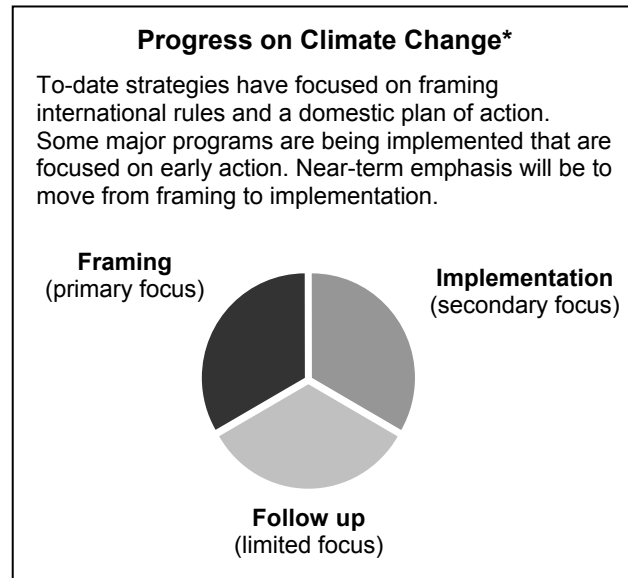 Progress on Climate Change*
To-date strategies have focused on framing
international rules and a domestic plan of action.
Some major programs are being implemented that are
focused on early action. Near-term emphasis will be to
move from framing to implementation.
Framing
(primary focus)
Implementation
(secondary focus)
Follow up
(limited focus)